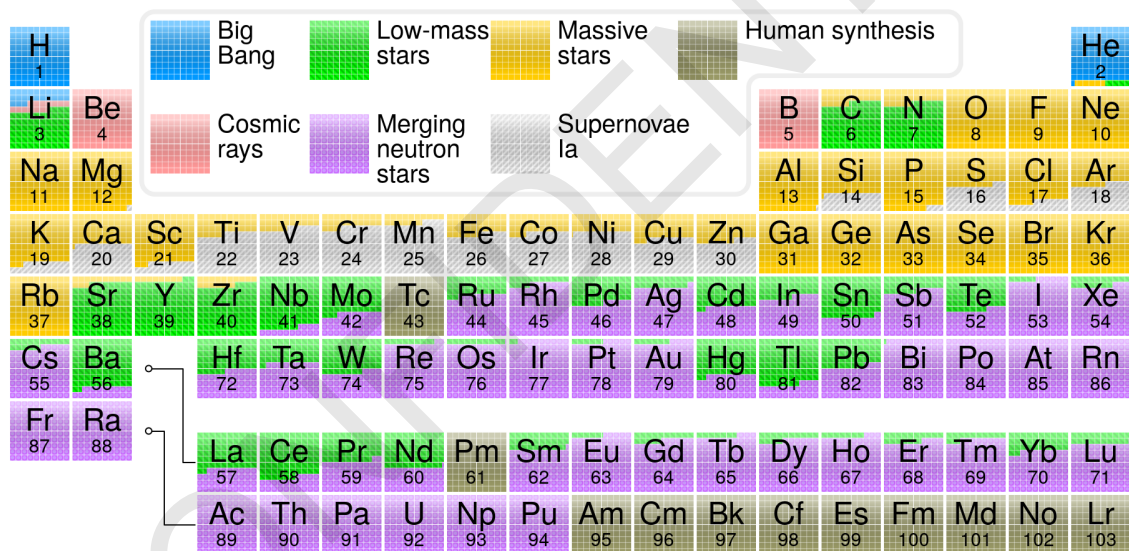 Big Low-mass Massive Human synthesis
Bang stars stars
H He
1 2
Li Be B C N O F Ne
3 4 5 6 7 8 9 10
Cosmic Merging Supernovae
rays neutron Ia
stars
Na Mg Al Si P S Cl Ar
11 12 13 14 15 16 17 18
K Ca Sc Ti V Cr Mn Fe Co Ni Cu Zn Ga Ge As Se Br Kr
19 20 21 22 23 24 25 26 27 28 29 30 31 32 33 34 35 36
Rb Sr Y Zr Nb Mo Tc Ru Rh Pd Ag Cd In Sn Sb Te I Xe
37 38 39 40 41 42 43 44 45 46 47 48 49 50 51 52 53 54
Cs Ba Hf Ta W Re Os Ir Pt Au Hg Tl Pb Bi Po At Rn
55 56 72 73 74 75 76 77 78 79 80 81 82 83 84 85 86
Fr Ra
87 88
La Ce Pr Nd Pm Sm Eu Gd Tb Dy Ho Er Tm Yb Lu
57 58 59 60 61 62 63 64 65 66 67 68 69 70 71
Ac Th Pa U Np Pu Am Cm Bk Cf Es Fm Md No Lr
89 90 91 92 93 94 95 96 97 98 99 100 101 102 103